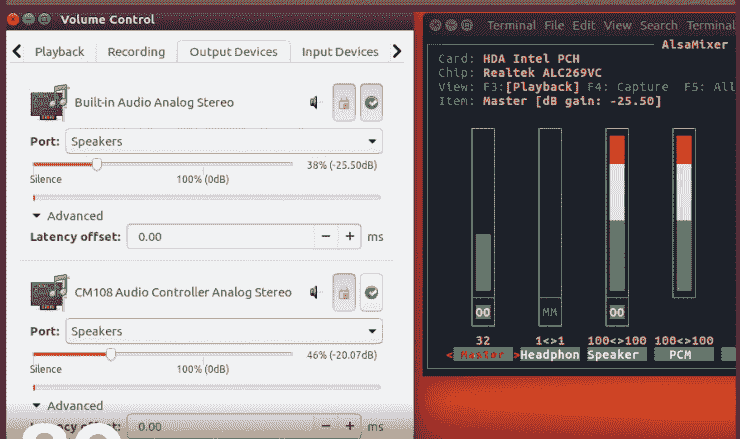 Volume Control
Playback Recording Output Devices Input Devices
Built-in Audio Analog Stereo
Port: Speakers
38% (-25.50dB)
Silence 100% (0dB)
Advanced
Latency offset: 0.00 − + ms
CM108 Audio Controller Analog Stereo
Port: Speakers
46% (-20.07dB)
Silence 100% (0dB)
Advanced
Latency offset: 0.00 − + ms
Terminal File Edit View Search Terminal
AlsaMixer
Card: HDA Intel PCH
Chip: Realtek ALC269VC
View: F3:[Playback] F4: Capture F5: All
Item: Master [dB gain: -25.50]
OO MM OO
32 1<>1 100<>100 100<>100
< Master >Headphon Speaker PCM